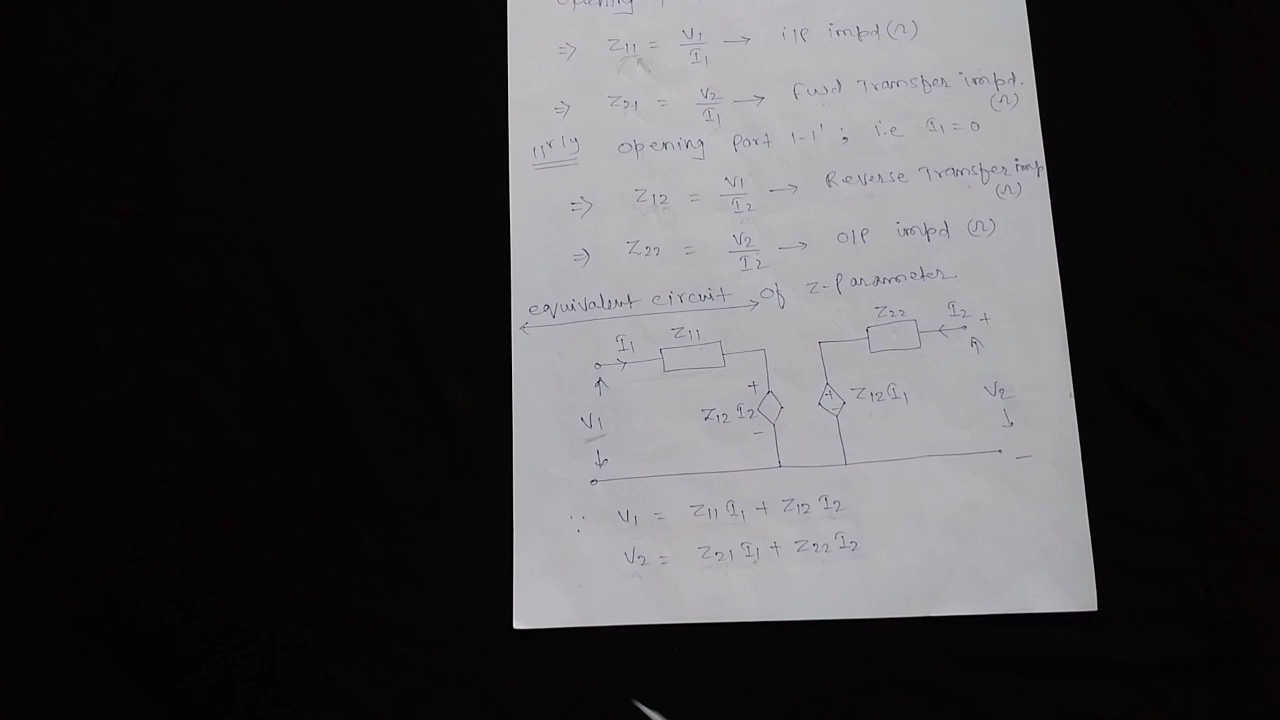 opening
⇒ Z11 = V1/I1 → i/p impd (Ω)
⇒ Z21 = V2/I1 → Fwd Transfer impd. (Ω)
|||rly opening Port 1-1' ; i.e I1 = 0
⇒ Z12 = V1/I2 → Reverse Transfer imp (Ω)
⇒ Z22 = V2/I2 → O/P impd (Ω)
equivalent circuit of Z-Parameter.
I1 Z11 Z22 I2 +
+ + Z12 I1
V1 Z12 I2 - V2
- -
∵ V1 = Z11 I1 + Z12 I2
V2 = Z21 I1 + Z22 I2